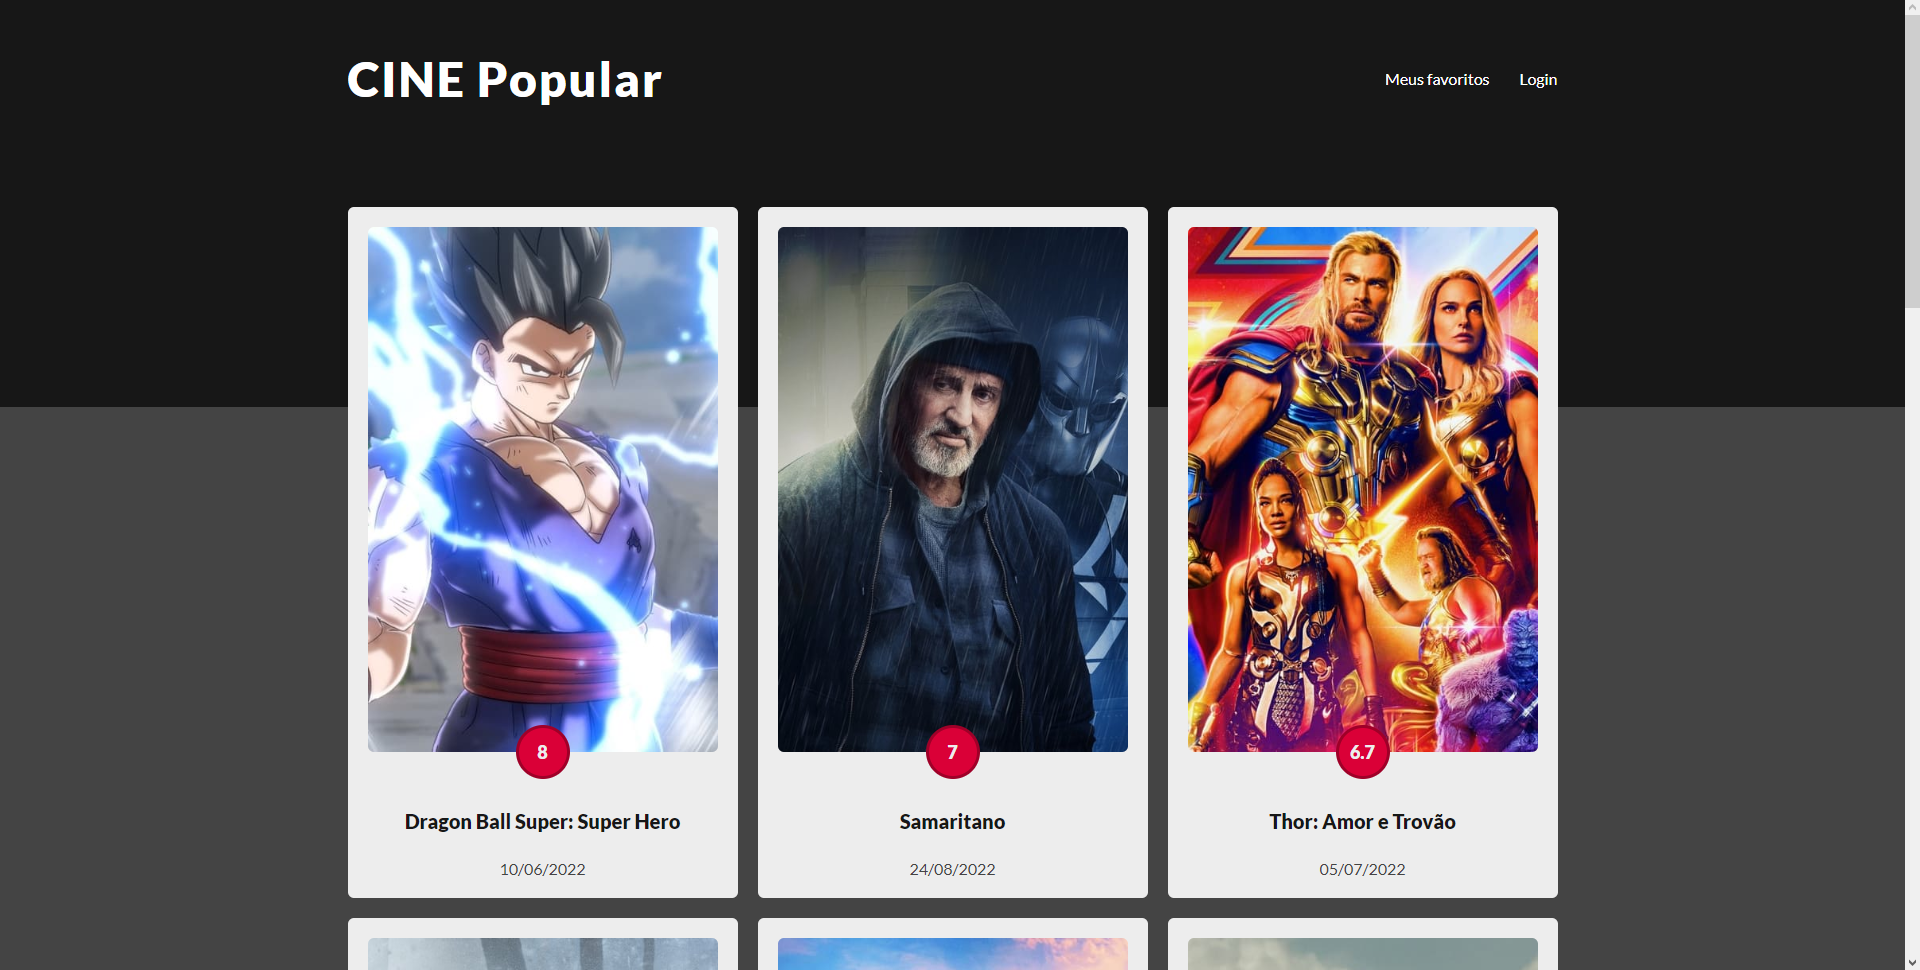 CINE Popular
Meus favoritos
Login
8
7
6.7
Dragon Ball Super: Super Hero
Samaritano
Thor: Amor e Trovão
10/06/2022
24/08/2022
05/07/2022